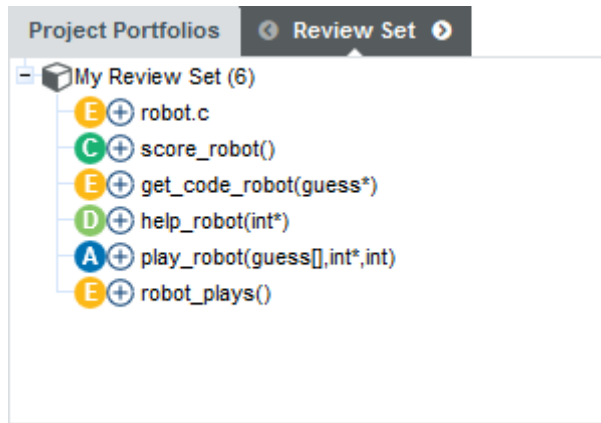 Project Portfolios Review Set
My Review Set (6)
E robot.c
C score_robot()
E get_code_robot(guess*)
D help_robot(int*)
A play_robot(guess[],int*,int)
E robot_plays()